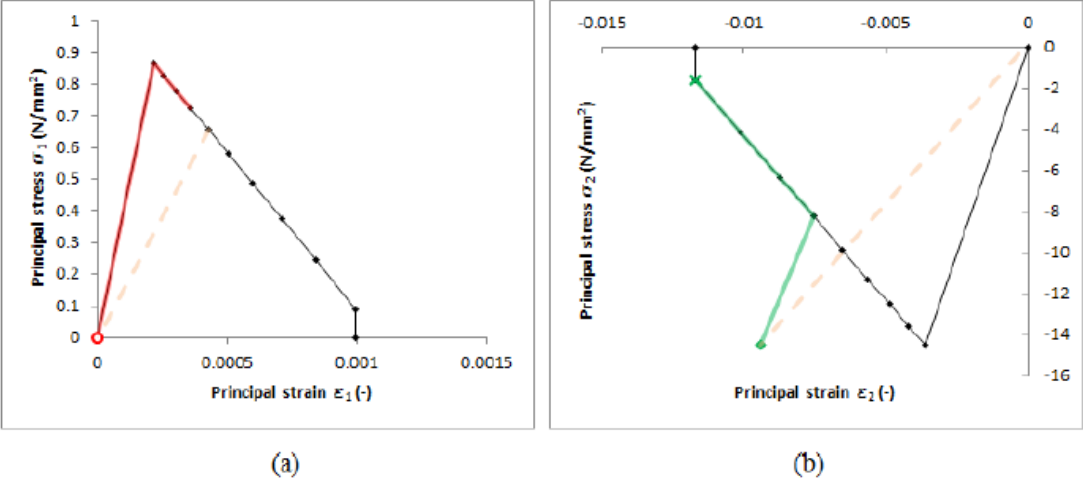 1
0.9
0.8
0.7
0.6
0.5
0.4
0.3
0.2
0.1
0
Principal stress σ1 (N/mm²)
0 0.0005 0.001 0.0015
Principal strain ε1 (-)
(a)
-0.015 -0.01 -0.005 0
0
-2
-4
-6
-8
-10
-12
-14
-16
Principal stress σ2 (N/mm²)
Principal strain ε2 (-)
(b)